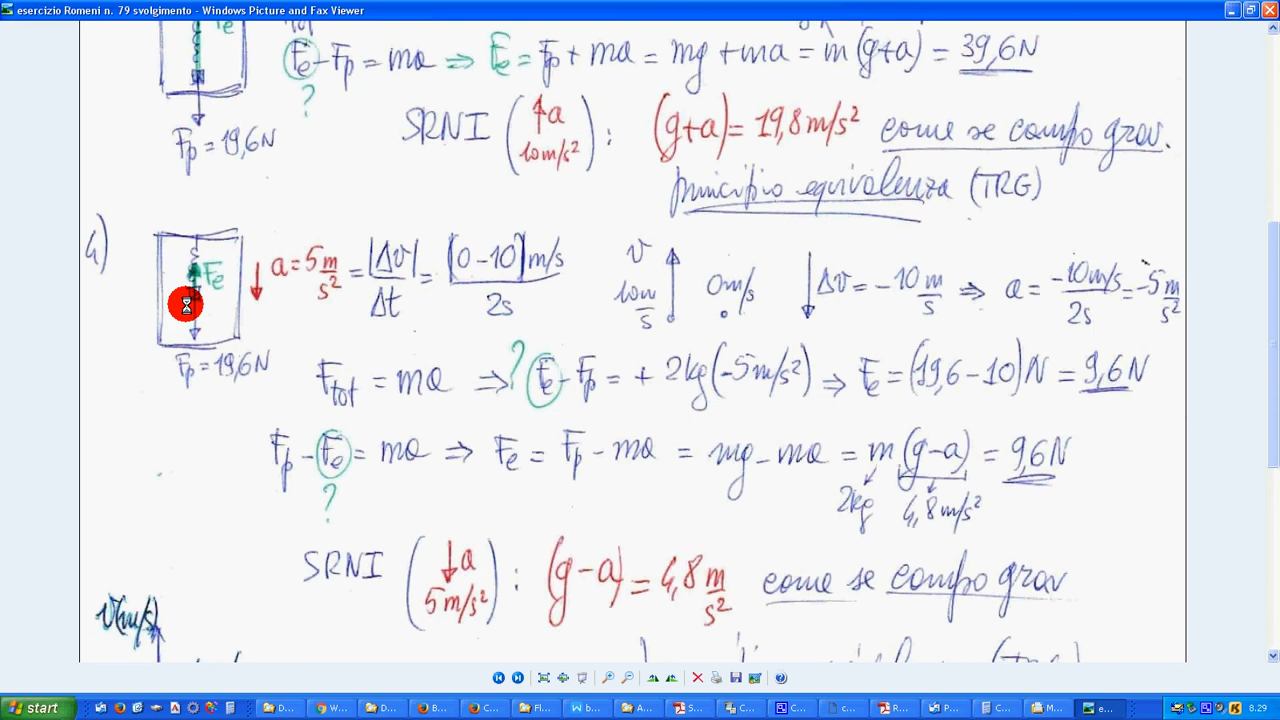 esercizio Romeni n. 79 svolgimento - Windows Picture and Fax Viewer
Fe
Fe - Fp = ma ⇒ Fe = Fp + ma = mg + ma = m(g+a) = 39,6N
?
Fp = 19,6N
SRNI (↑a 10m/s²) : (g+a) = 19,8 m/s² come se campo grav.
principio equivalenza (TRG)
4)
Fe ↓ a = 5 m/s² = |Δv|/Δt = |0-10| m/s / 2s
v 10 m/s ↑ 0 m/s ↓ Δv = -10 m/s ⇒ a = -10m/s / 2s = -5 m/s²
Fp = 19,6N
Ftot = ma ⇒ ? Fe - Fp = + 2kg(-5m/s²) ⇒ Fe = (19,6-10)N = 9,6N
Fp - Fe = ma ⇒ Fe = Fp - ma = mg - ma = m(g-a) = 9,6N
?
2kg 4,8m/s²
SRNI (↓a 5m/s²) : (g-a) = 4,8 m/s² come se campo grav
v(m/s)
start
D...
W...
D...
B...
C...
Fl...
b...
A...
S...
C...
C...
c...
R...
P...
C...
M...
e...
8.29